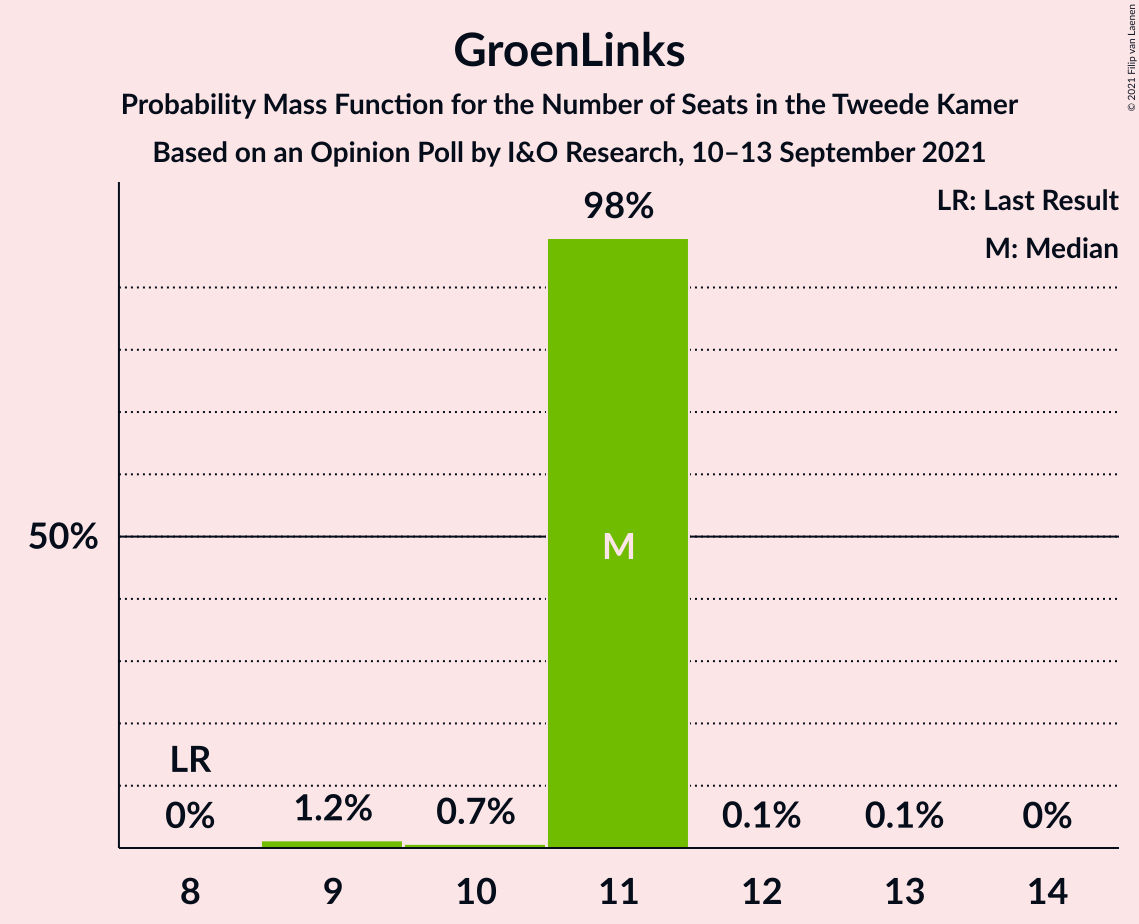 GroenLinks
Probability Mass Function for the Number of Seats in the Tweede Kamer
Based on an Opinion Poll by I&O Research, 10–13 September 2021
© 2021 Filip van Laenen
LR: Last Result
M: Median
98%
50%
M
LR
0%
1.2%
0.7%
0.1%
0.1%
0%
8
9
10
11
12
13
14